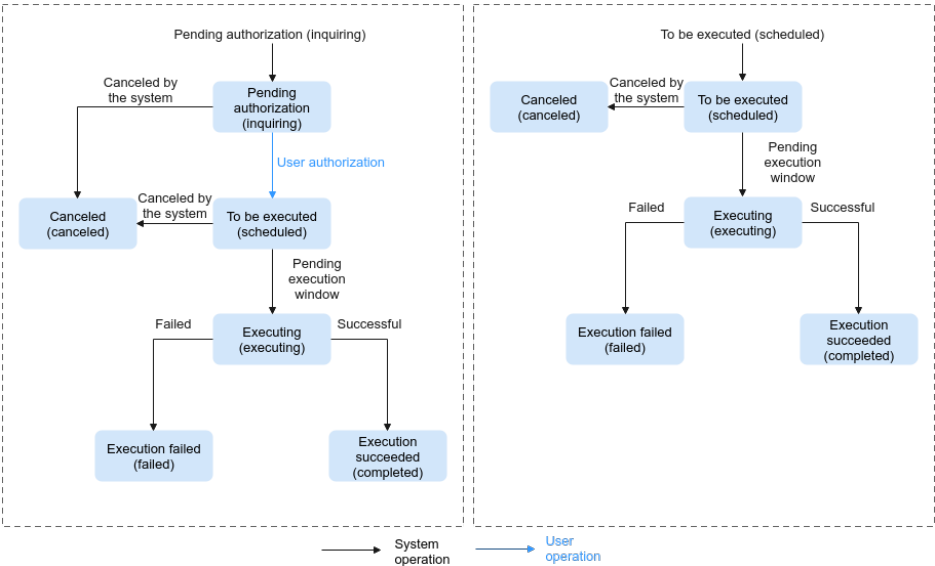 Pending authorization (inquiring)
Canceled by
the system
Pending
authorization
(inquiring)
User authorization
Canceled by
the system
Canceled
(canceled)
To be executed
(scheduled)
Pending
execution
window
Failed
Executing
(executing)
Successful
Execution failed
(failed)
Execution
succeeded
(completed)
To be executed (scheduled)
Canceled
(canceled)
Canceled by
the system
To be executed
(scheduled)
Pending
execution
window
Failed
Executing
(executing)
Successful
Execution failed
(failed)
Execution
succeeded
(completed)
System
operation
User
operation